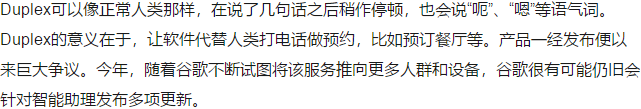 Duplex可以像正常人类那样，在说了几句话之后稍作停顿，也会说“呃”、“嗯”等语气词。
Duplex的意义在于，让软件代替人类打电话做预约，比如预订餐厅等。产品一经发布便以
来巨大争议。今年，随着谷歌不断试图将该服务推向更多人群和设备，谷歌很有可能仍旧会
针对智能助理发布多项更新。